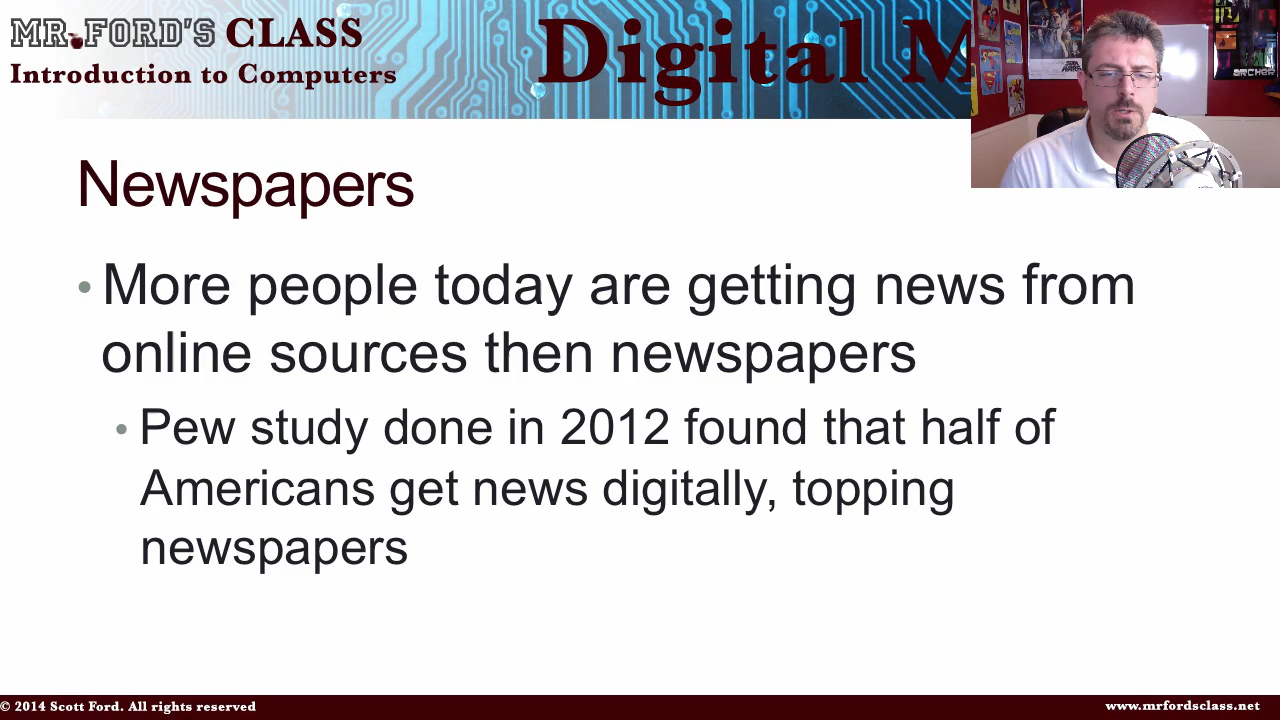 MR. FORD'S CLASS
Introduction to Computers
Digital M
ARCHER
Newspapers
• More people today are getting news from
online sources then newspapers
• Pew study done in 2012 found that half of
Americans get news digitally, topping
newspapers
© 2014 Scott Ford. All rights reserved
www.mrfordsclass.net